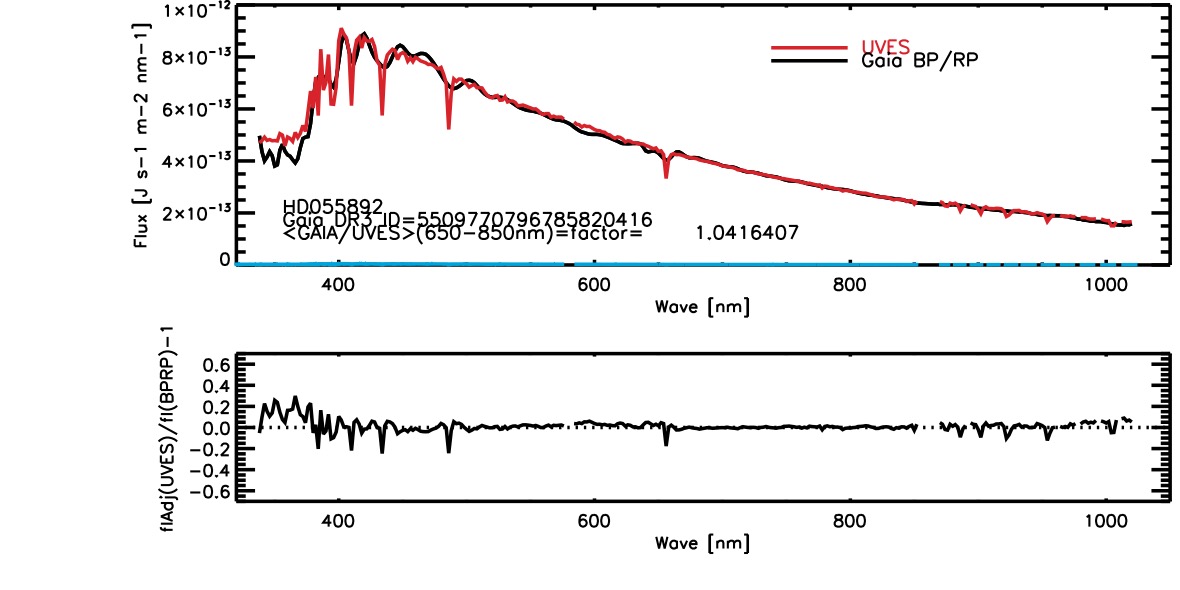 1×10−12
8×10−13
6×10−13
4×10−13
2×10−13
0
Flux [J s−1 m−2 nm−1]
UVES
Gaia BP/RP
HD055892
Gaia DR3 ID=5509770796785820416
<GAIA/UVES>(650−850nm)=factor= 1.0416407
400 600 800 1000
Wave [nm]
flAdj(UVES)/fl(BPRP)−1
0.6
0.4
0.2
0.0
−0.2
−0.4
−0.6
400 600 800 1000
Wave [nm]